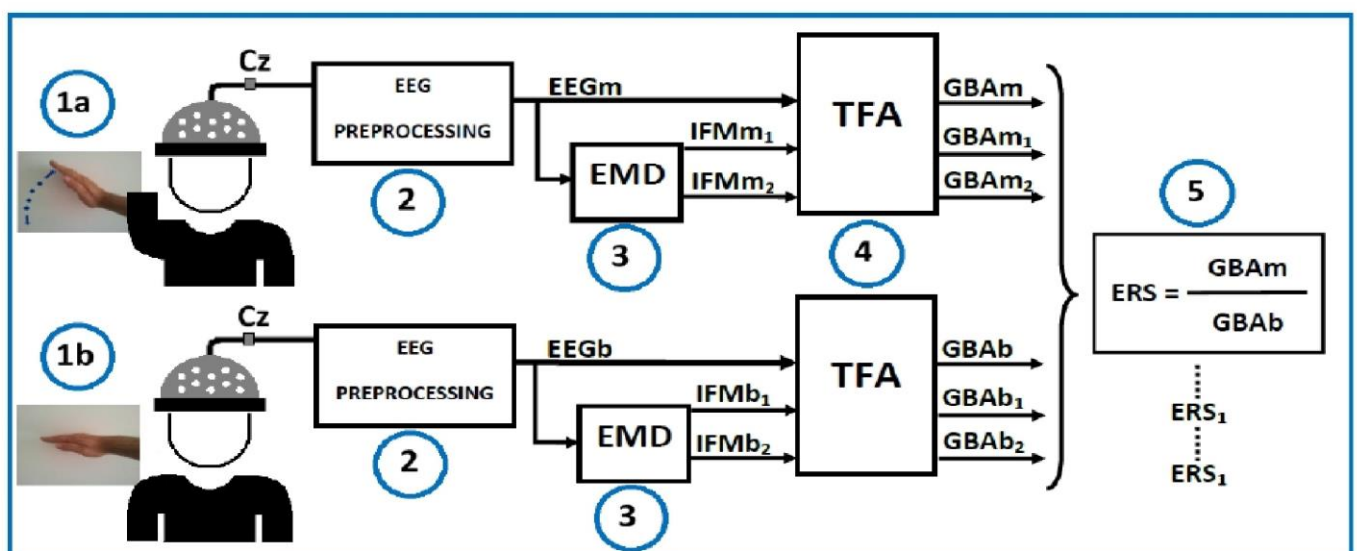 1a
Cz
EEG
PREPROCESSING
2
EEGm
EMD
3
IFMm₁
IFMm₂
TFA
4
GBAm
GBAm₁
GBAm₂
1b
Cz
EEG
PREPROCESSING
2
EEGb
EMD
3
IFMb₁
IFMb₂
TFA
GBAb
GBAb₁
GBAb₂
5
ERS = GBAm
GBAb
ERS₁
ERS₁